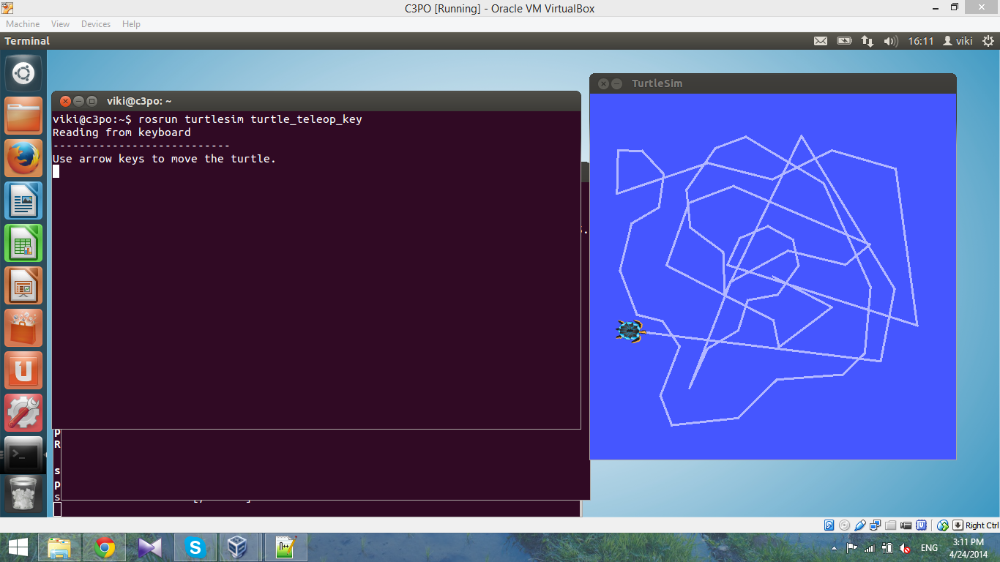 C3PO [Running] - Oracle VM VirtualBox
Machine View Devices Help
Terminal
16:11 viki
viki@c3po: ~
TurtleSim
viki@c3po:~$ rosrun turtlesim turtle_teleop_key
Reading from keyboard
---------------------------
Use arrow keys to move the turtle.
p
R
s
p
s
Right Ctrl
ENG
3:11 PM
4/24/2014